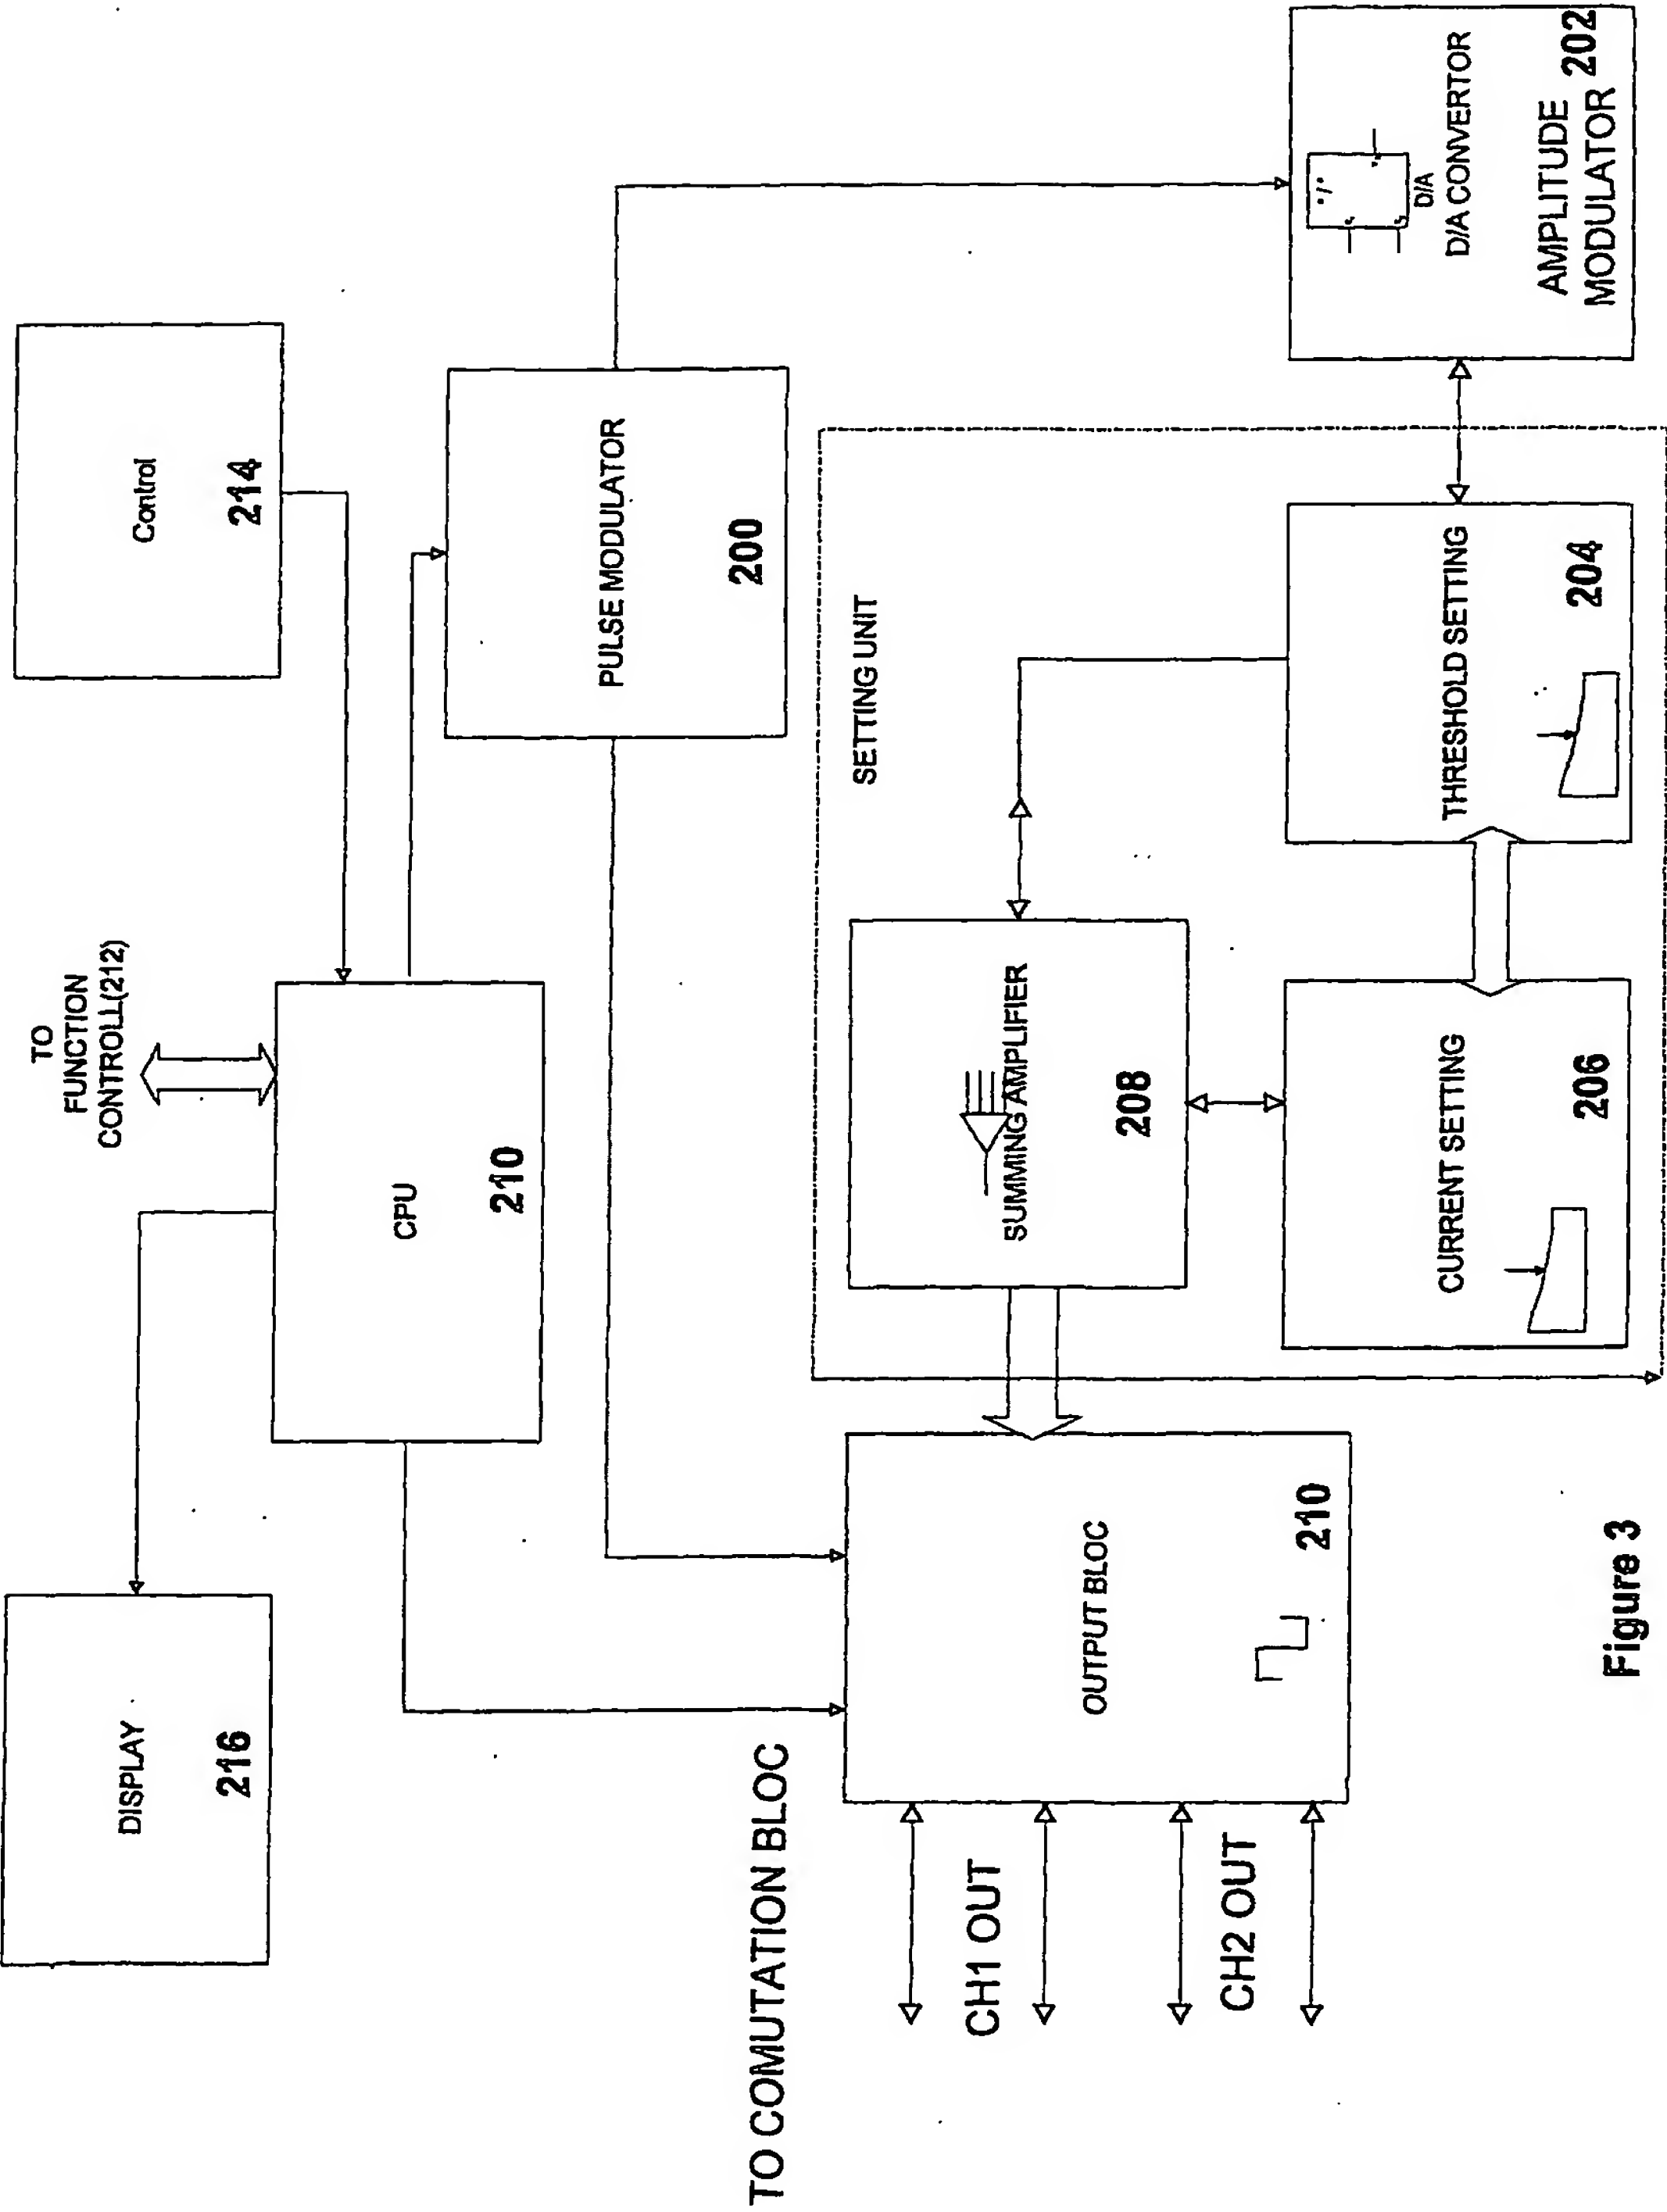 DISPLAY
216
TO
FUNCTION
CONTROLL(212)
Control
214
CPU
210
PULSE MODULATOR
200
TO COMUTATION BLOC
CH1 OUT
CH2 OUT
OUTPUT BLOC
210
SETTING UNIT
SUMMING AMPLIFIER
208
CURRENT SETTING
206
THRESHOLD SETTING
204
D/A
D/A CONVERTOR
AMPLITUDE
MODULATOR 202
Figure 3